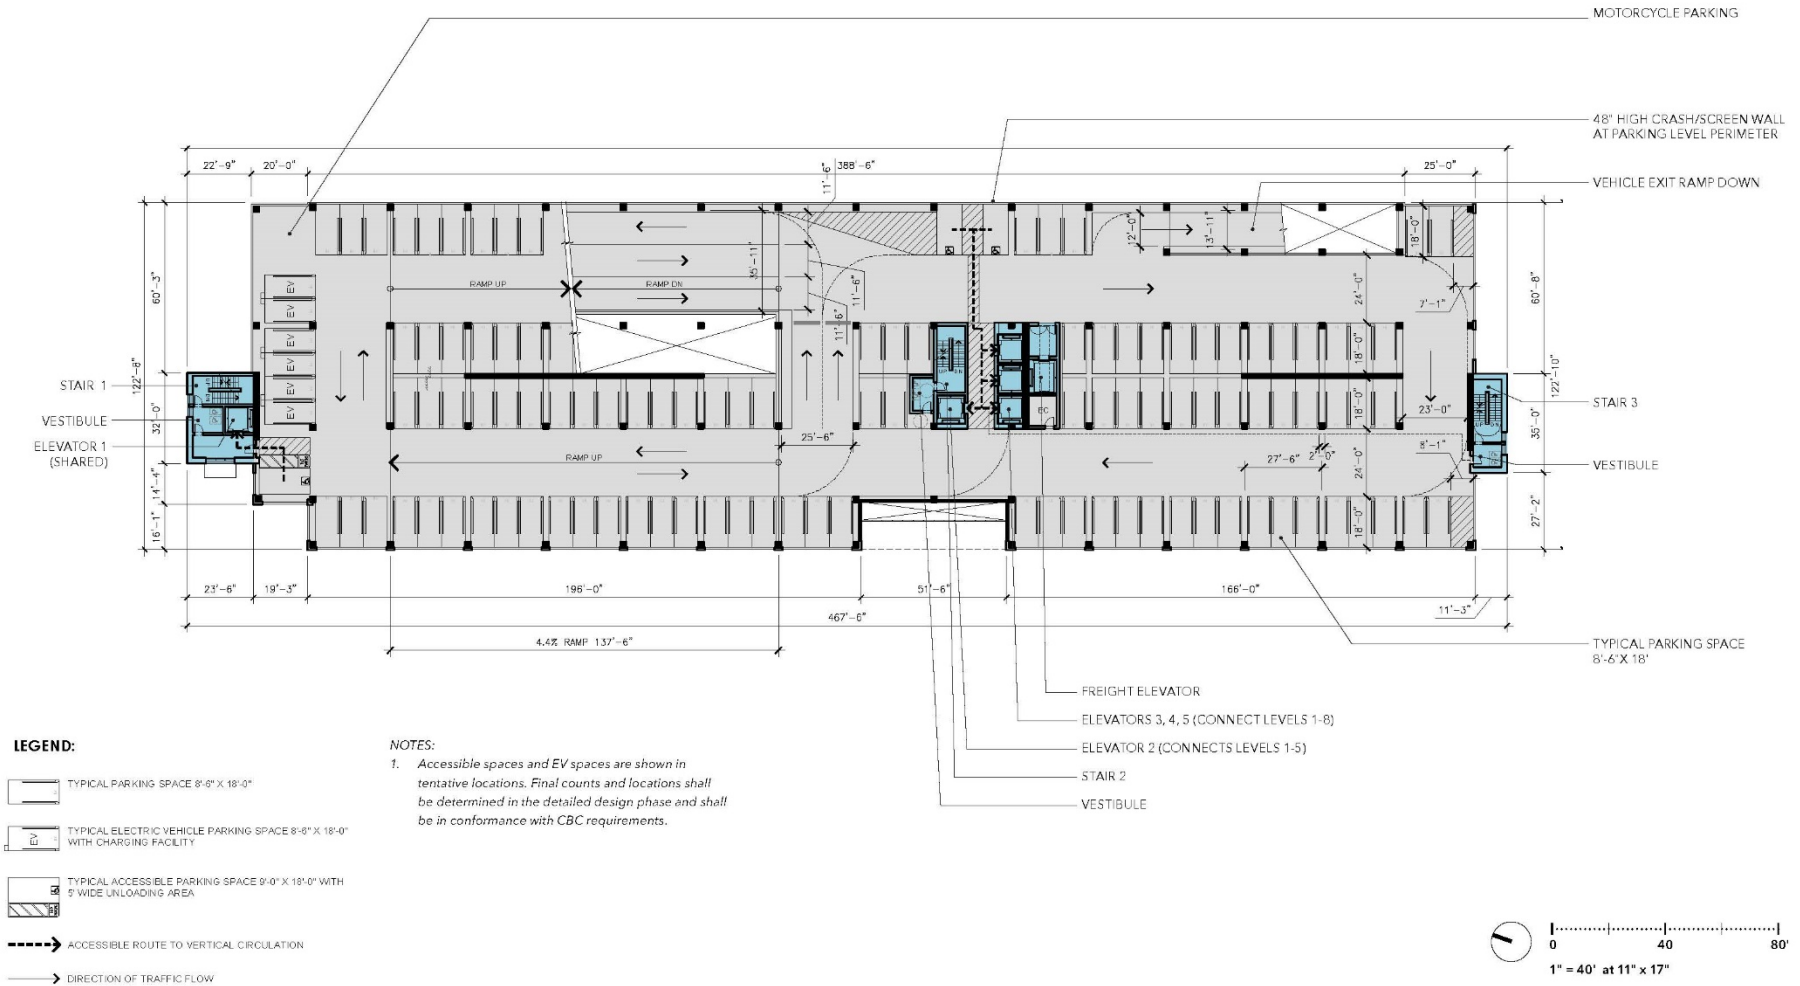 MOTORCYCLE PARKING
48" HIGH CRASH/SCREEN WALL
AT PARKING LEVEL PERIMETER
22'-9"
20'-0"
11'-6"
388'-6"
25'-0"
VEHICLE EXIT RAMP DOWN
60'-3"
122'-8"
32'-0"
14'-4"
16'-1"
35'-11"
11'-6"
11'-6"
12'-0"
13'-11"
18'-0"
24'-0"
7'-1"
60'-8"
122'-10"
35'-0"
27'-2"
EV
EV
EV
EV
EV
EV
RAMP UP
RAMP DN
18'-0"
18'-0"
23'-0"
EC
STAIR 1
VESTIBULE
ELEVATOR 1
(SHARED)
STAIR 3
VESTIBULE
RAMP UP
25'-6"
27'-6"
2'-0"
8'-1"
24'-0"
18'-0"
23'-6"
19'-3"
196'-0"
51'-6"
166'-0"
11'-3"
467'-6"
4.4% RAMP 137'-6"
TYPICAL PARKING SPACE
8'-6"X 18'
FREIGHT ELEVATOR
ELEVATORS 3, 4, 5 (CONNECT LEVELS 1-8)
ELEVATOR 2 (CONNECTS LEVELS 1-5)
STAIR 2
VESTIBULE
LEGEND:
TYPICAL PARKING SPACE 8'-6" X 18'-0"
EV
TYPICAL ELECTRIC VEHICLE PARKING SPACE 8'-6" X 18'-0"
WITH CHARGING FACILITY
TYPICAL ACCESSIBLE PARKING SPACE 9'-0" X 18'-0" WITH
5' WIDE UNLOADING AREA
ACCESSIBLE ROUTE TO VERTICAL CIRCULATION
DIRECTION OF TRAFFIC FLOW
NOTES:
1. Accessible spaces and EV spaces are shown in
tentative locations. Final counts and locations shall
be determined in the detailed design phase and shall
be in conformance with CBC requirements.
0 40 80'
1" = 40' at 11" x 17"